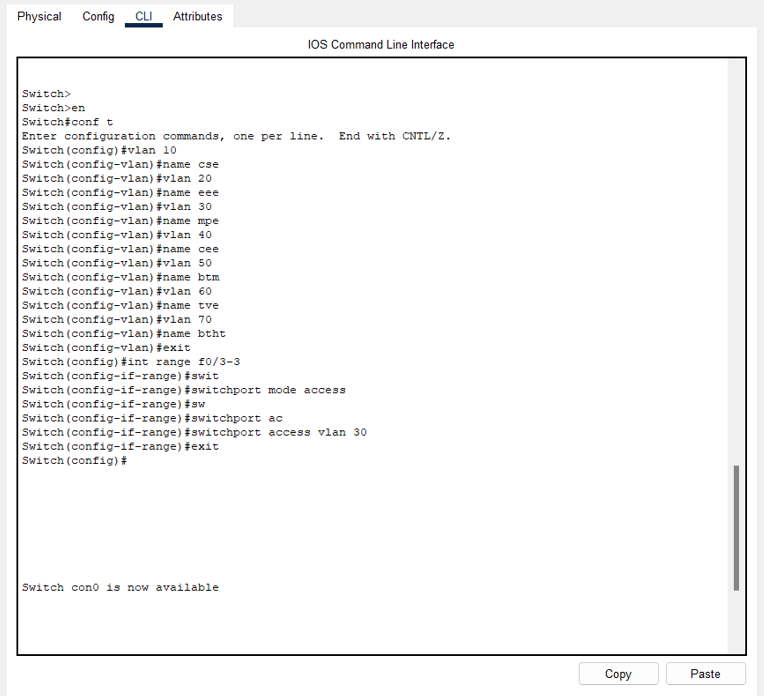 Physical Config CLI Attributes
IOS Command Line Interface
Switch>
Switch>en
Switch#conf t
Enter configuration commands, one per line.  End with CNTL/Z.
Switch(config)#vlan 10
Switch(config-vlan)#name cse
Switch(config-vlan)#vlan 20
Switch(config-vlan)#name eee
Switch(config-vlan)#vlan 30
Switch(config-vlan)#name mpe
Switch(config-vlan)#vlan 40
Switch(config-vlan)#name cee
Switch(config-vlan)#vlan 50
Switch(config-vlan)#name btm
Switch(config-vlan)#vlan 60
Switch(config-vlan)#name tve
Switch(config-vlan)#vlan 70
Switch(config-vlan)#name btht
Switch(config-vlan)#exit
Switch(config)#int range f0/3-3
Switch(config-if-range)#swit
Switch(config-if-range)#switchport mode access
Switch(config-if-range)#sw
Switch(config-if-range)#switchport ac
Switch(config-if-range)#switchport access vlan 30
Switch(config-if-range)#exit
Switch(config)#
Switch con0 is now available
Copy Paste